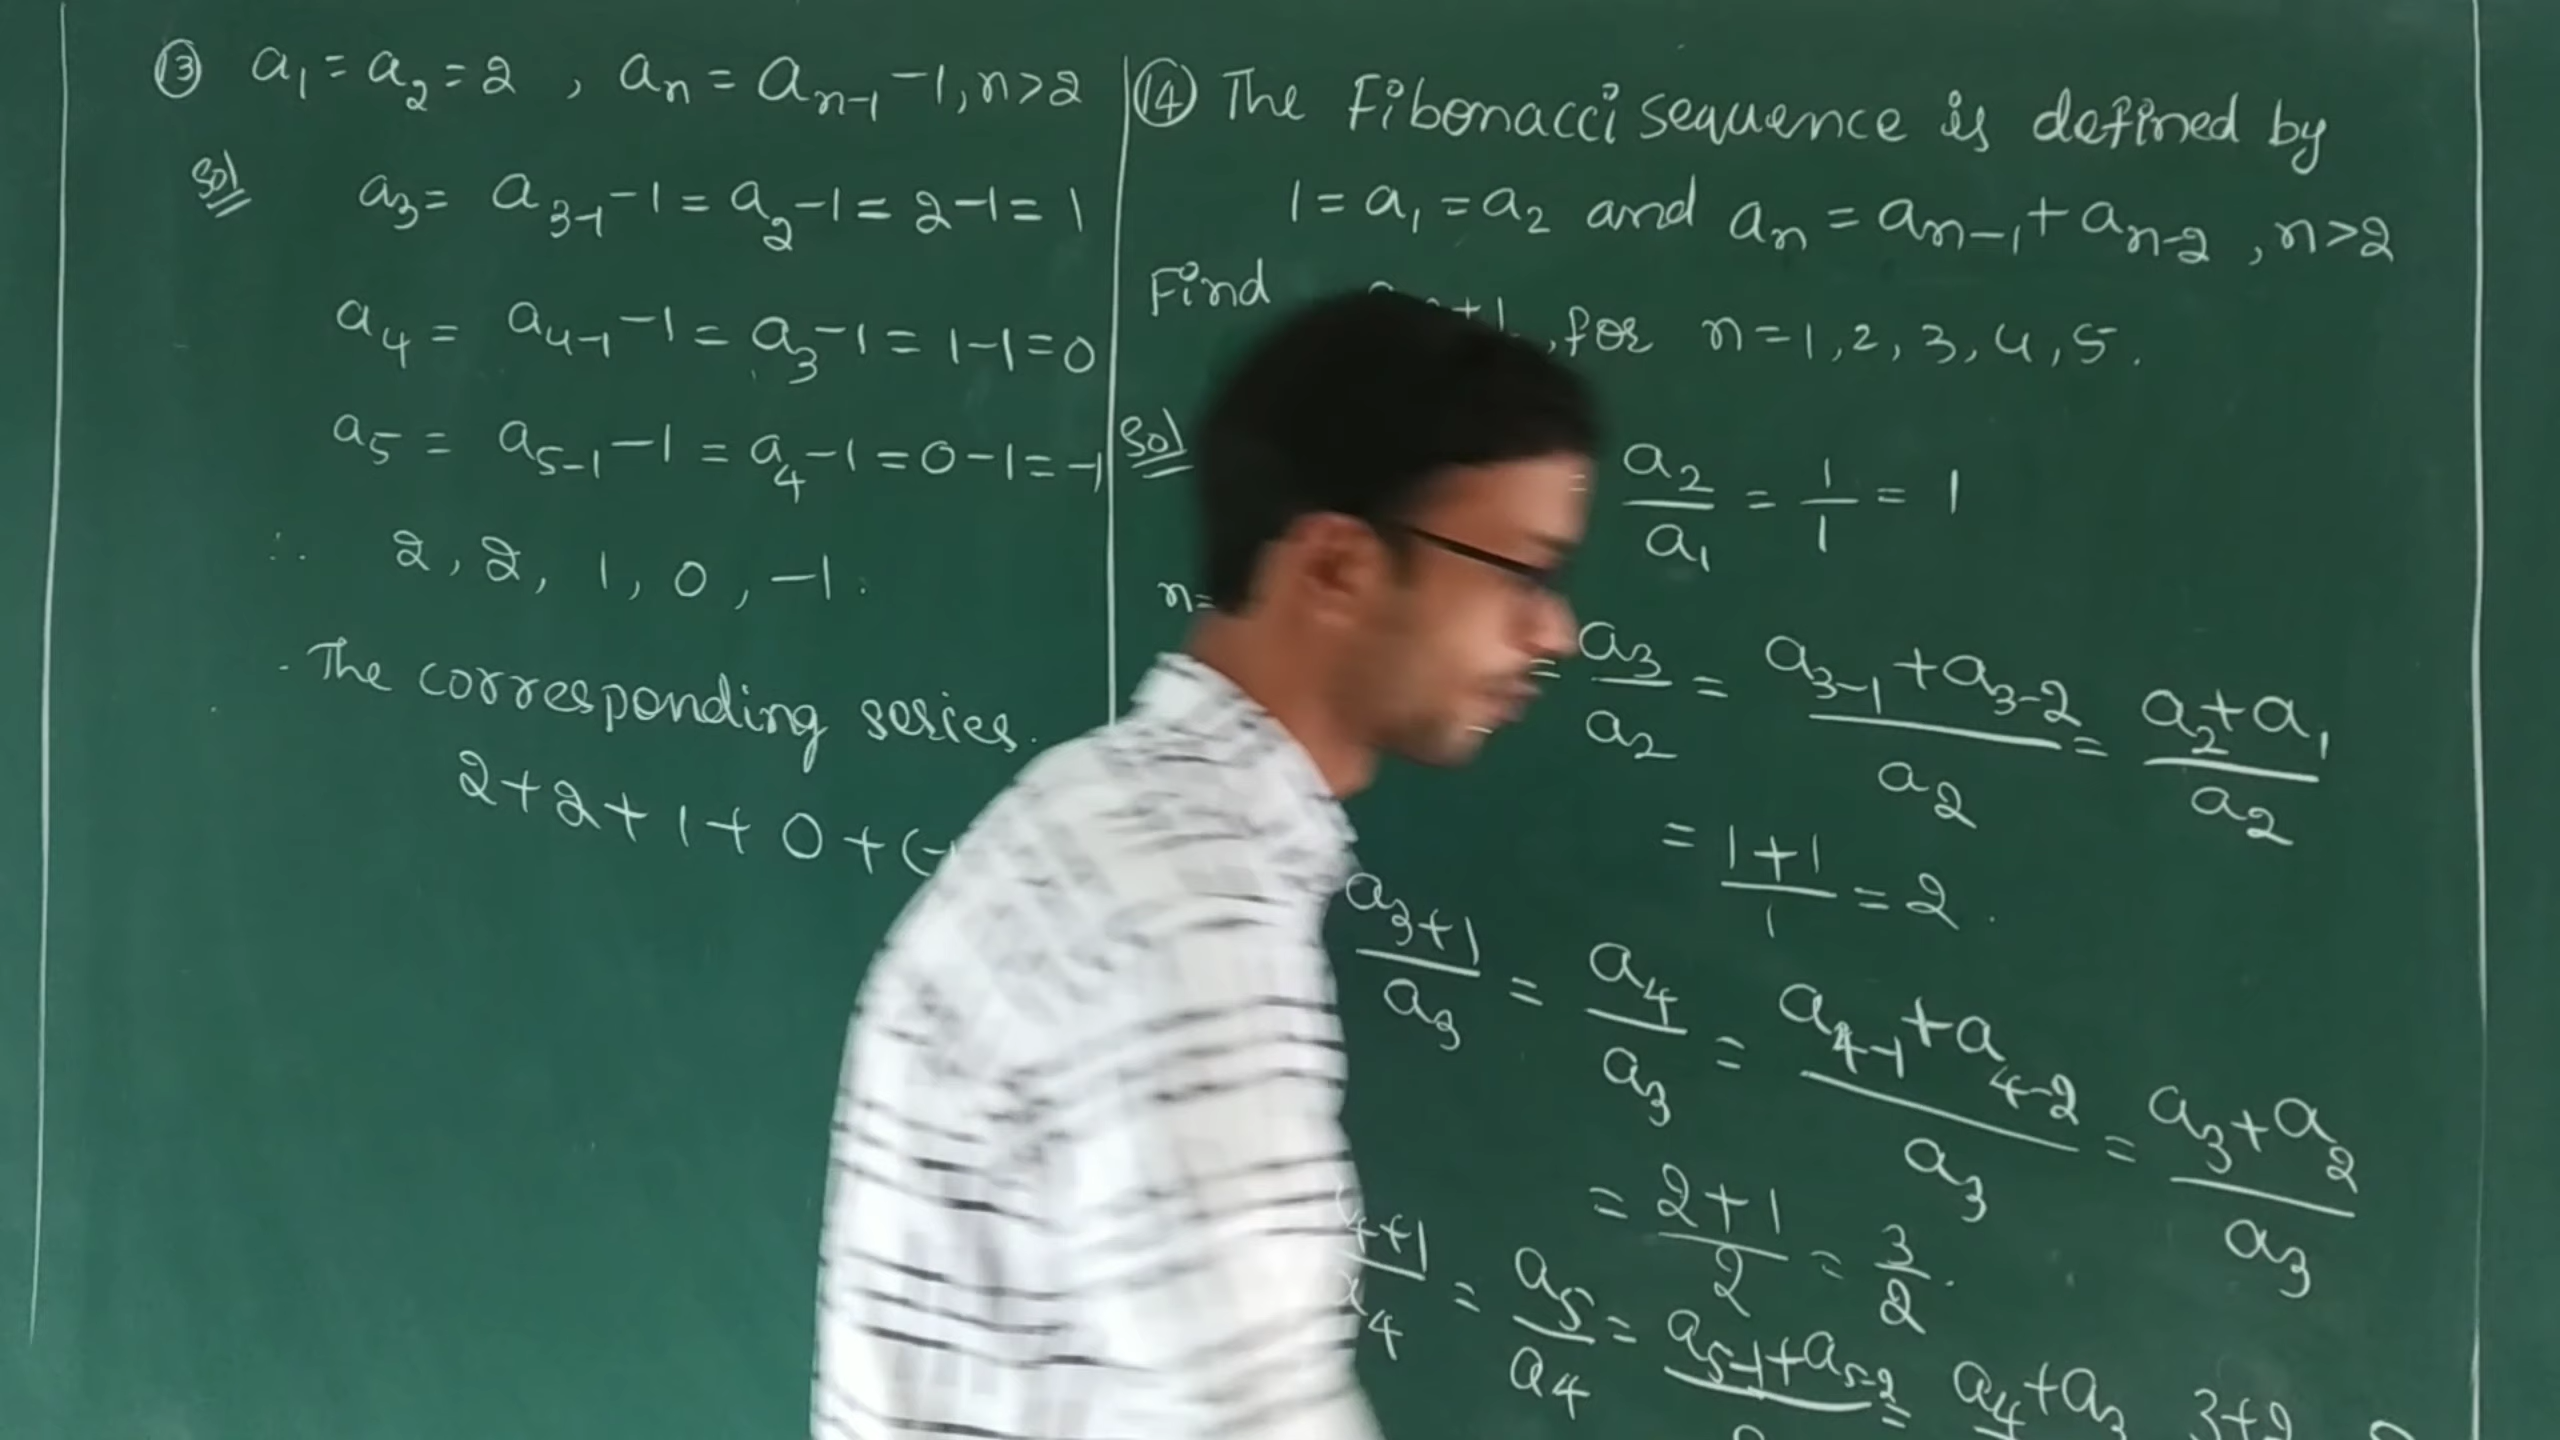 ⑬ a₁ = a₂ = 2 , aₙ = aₙ₋₁ - 1, n>2
Sol
a₃ = a₃₋₁ - 1 = a₂ - 1 = 2 - 1 = 1
a₄ = a₄₋₁ - 1 = a₃ - 1 = 1 - 1 = 0
a₅ = a₅₋₁ - 1 = a₄ - 1 = 0 - 1 = -1
∴ 2, 2, 1, 0, -1.
The corresponding series.
2+2+1+0+(-
⑭ The Fibonacci sequence is defined by
1 = a₁ = a₂ and aₙ = aₙ₋₁ + aₙ₋₂ , n>2
Find , for n=1, 2, 3, 4, 5.
Sol = a₂/a₁ = 1/1 = 1
n=
= a₃/a₂ = (a₃₋₁ + a₃₋₂)/a₂ = (a₂+a₁)/a₂
= (1+1)/1 = 2.
a₃₊₁/a₃ = a₄/a₃ = (a₄₋₁ + a₄₋₂)/a₃ = (a₃+a₂)/a₃
= (2+1)/2 = 3/2.
4+1/4 = a₅/a₄ = a₅₋₁+a₅₋₂ = a₄+a₃ 3+2